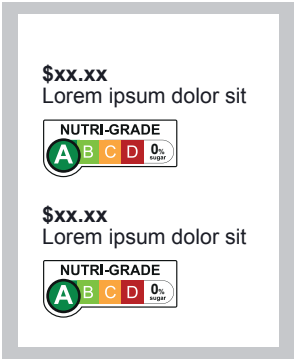 $xx.xx
Lorem ipsum dolor sit
NUTRI-GRADE
A B C D 0%
sugar
$xx.xx
Lorem ipsum dolor sit
NUTRI-GRADE
A B C D 0%
sugar